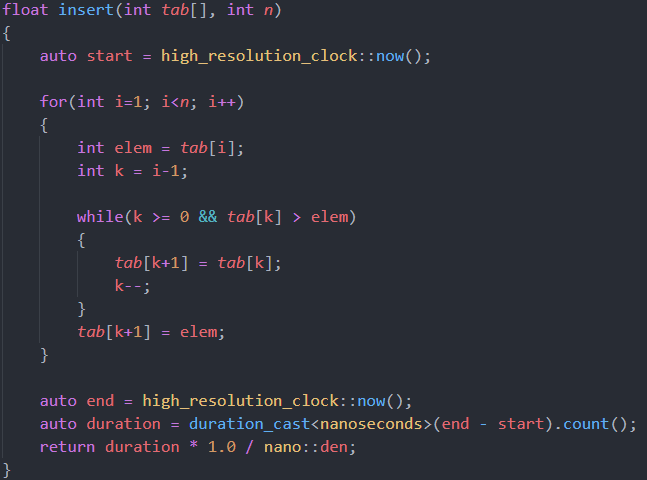 float insert(int tab[], int n)
{
    auto start = high_resolution_clock::now();

    for(int i=1; i<n; i++)
    {
        int elem = tab[i];
        int k = i-1;

        while(k >= 0 && tab[k] > elem)
        {
            tab[k+1] = tab[k];
            k--;
        }
        tab[k+1] = elem;
    }

    auto end = high_resolution_clock::now();
    auto duration = duration_cast<nanoseconds>(end - start).count();
    return duration * 1.0 / nano::den;
}